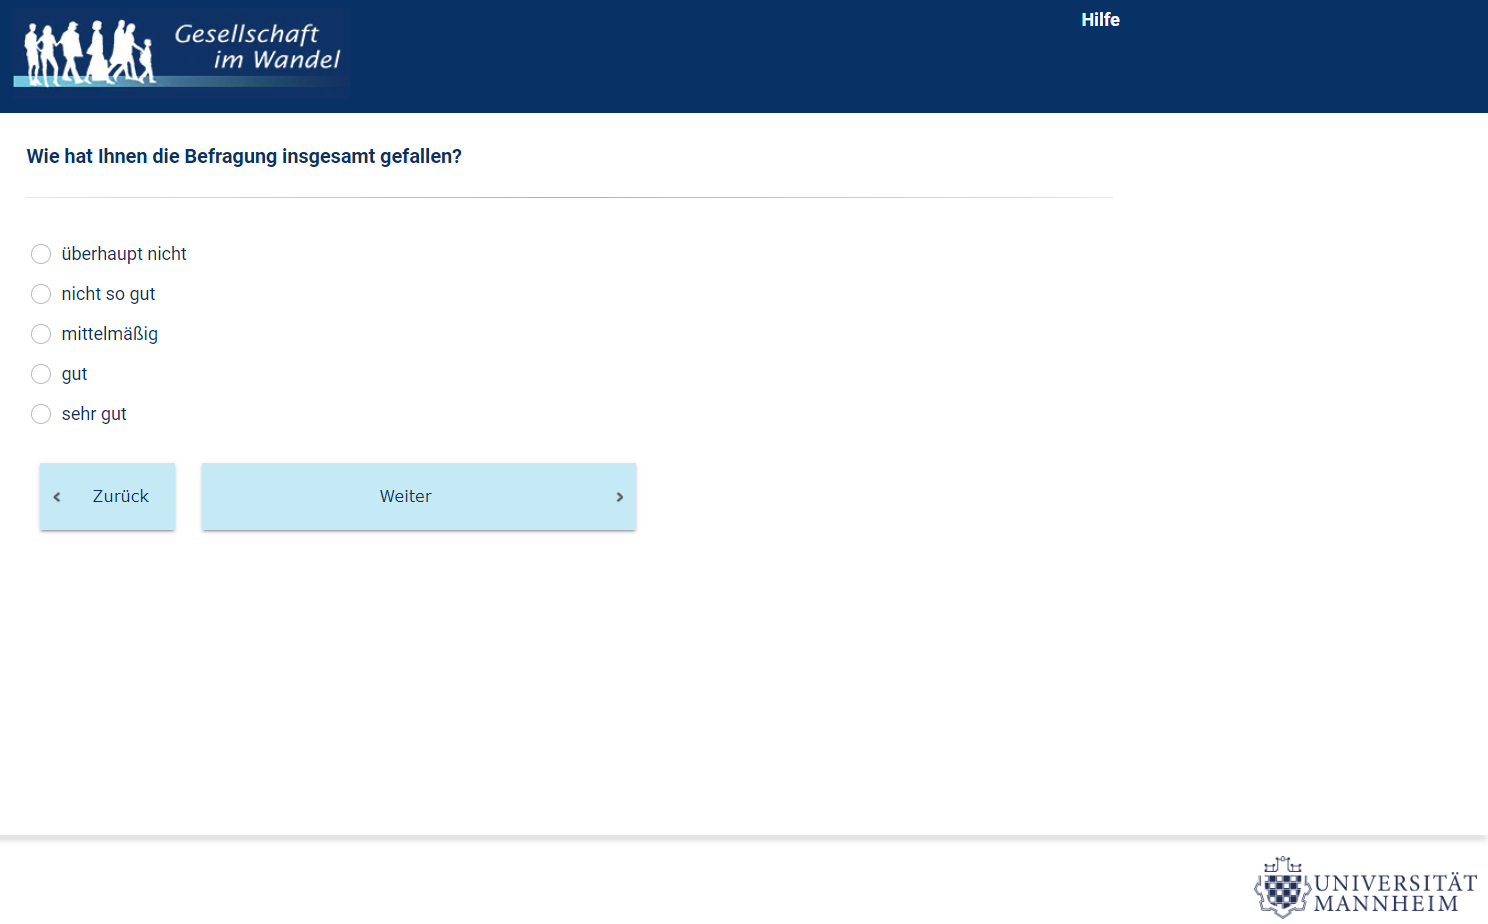 Gesellschaft
im Wandel
Hilfe
Wie hat Ihnen die Befragung insgesamt gefallen?
überhaupt nicht
nicht so gut
mittelmäßig
gut
sehr gut
Zurück
Weiter
UNIVERSITÄT
MANNHEIM